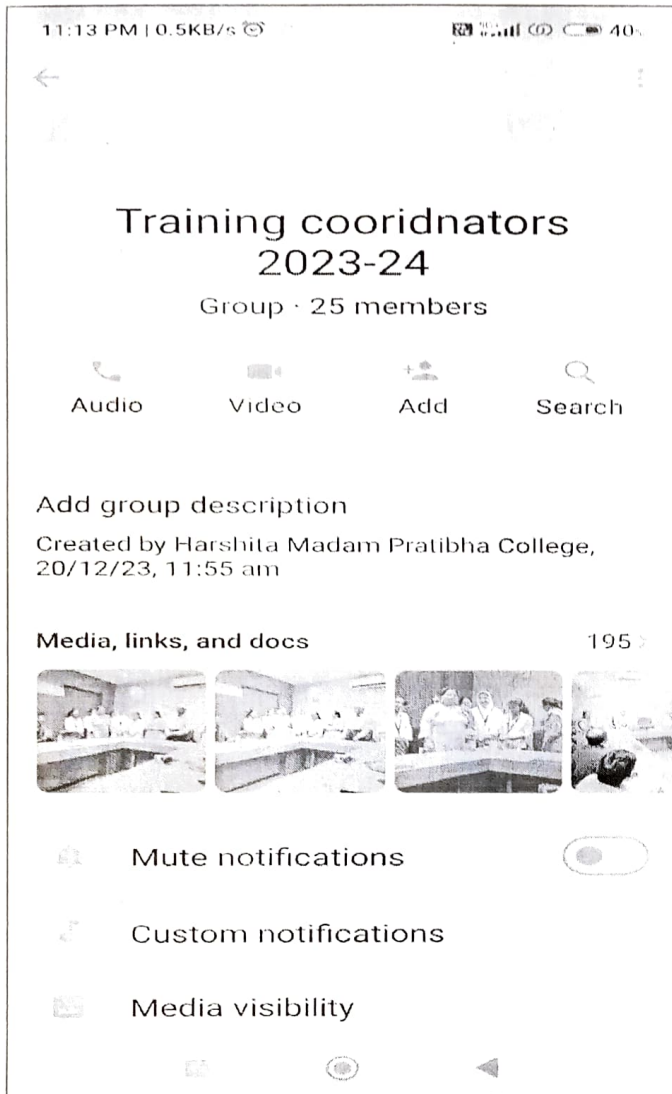 11:13 PM | 0.5KB/s
40
Training cooridnators
2023-24
Group · 25 members
Audio Video Add Search
Add group description
Created by Harshita Madam Pratibha College,
20/12/23, 11:55 am
Media, links, and docs 195
Mute notifications
Custom notifications
Media visibility